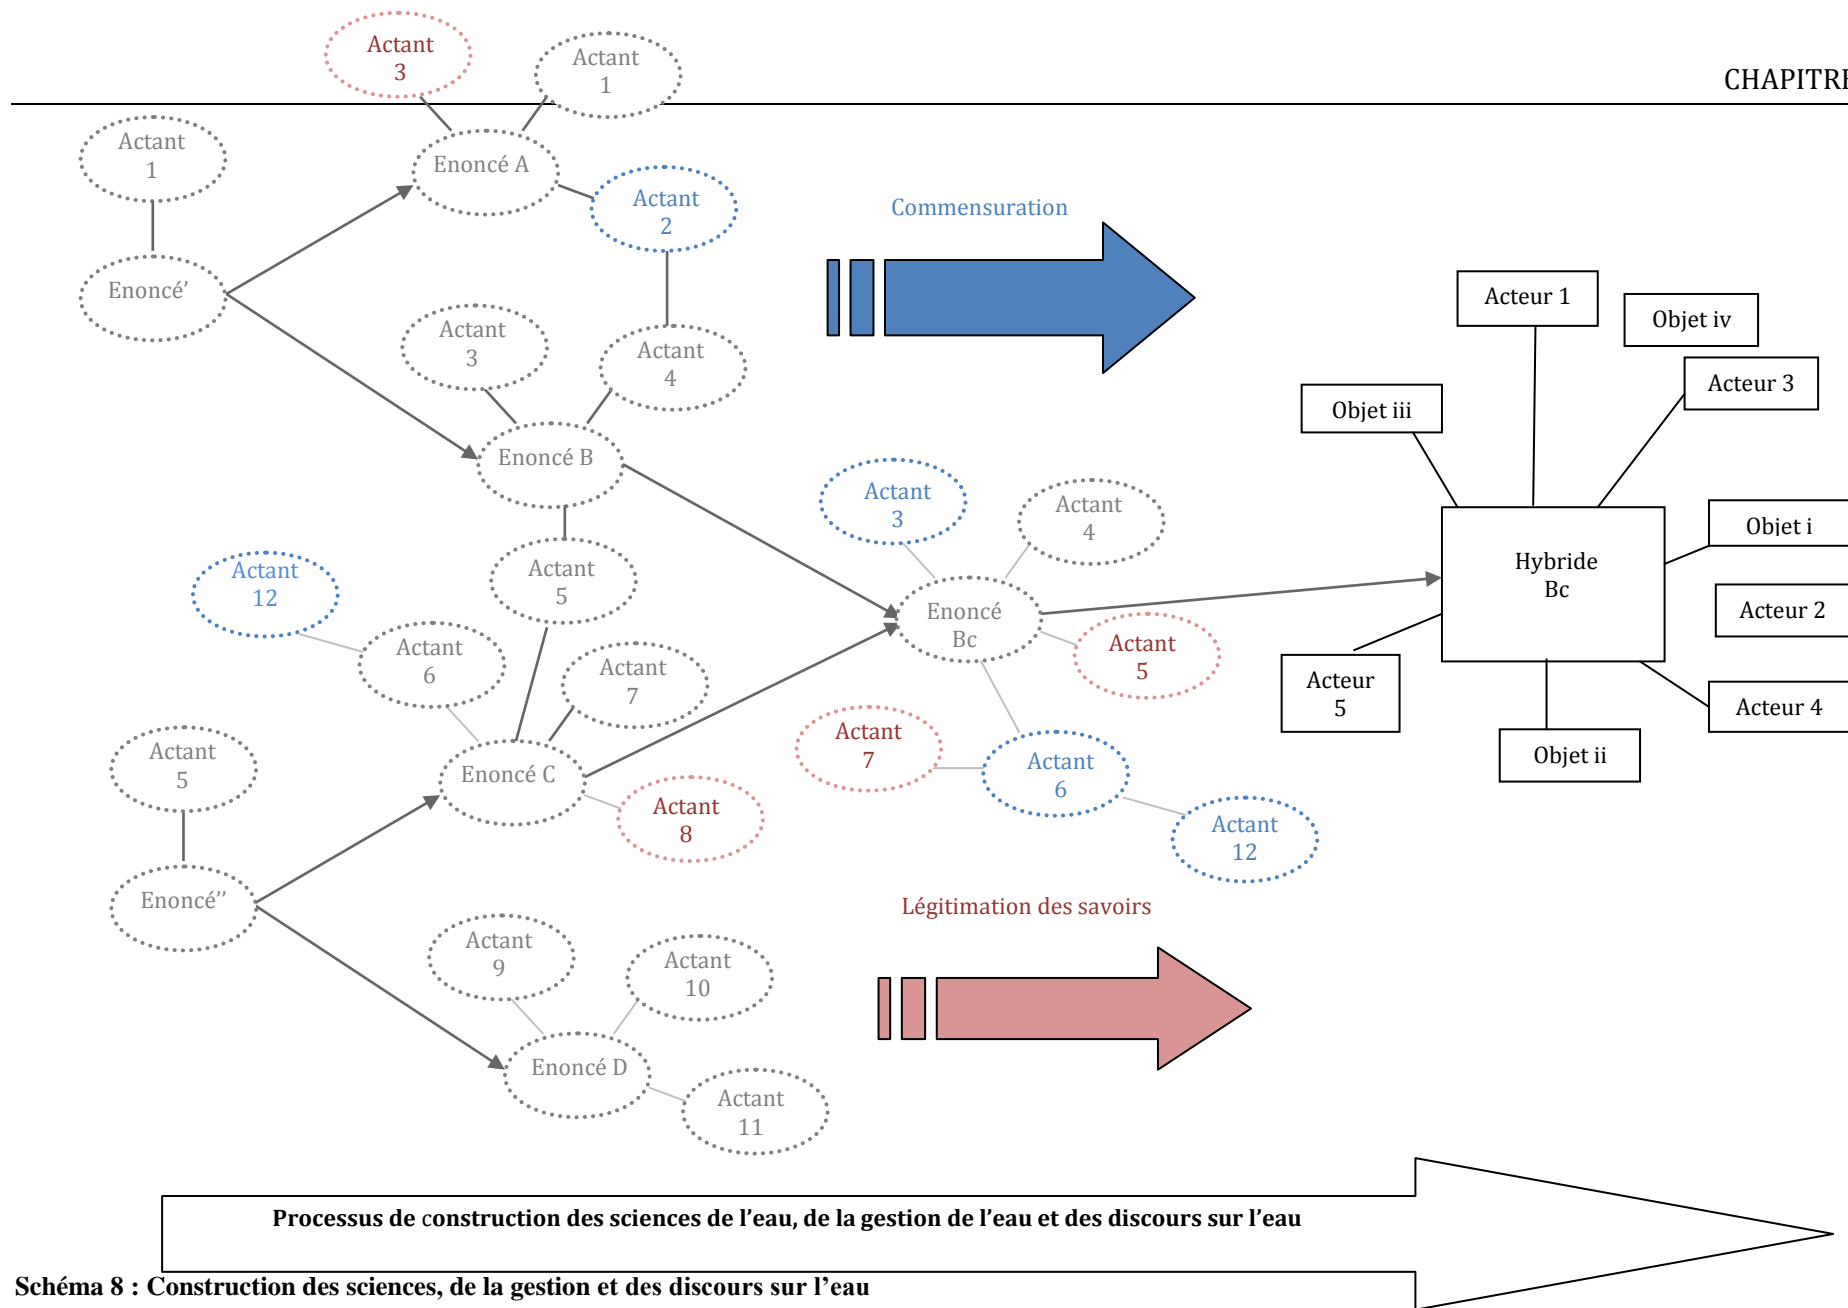 CHAPITRE
Actant
3
Actant
1
Actant
1
Enoncé A
Actant
2
Enoncé'
Actant
3
Actant
4
Enoncé B
Actant
12
Actant
5
Actant
6
Actant
7
Actant
5
Enoncé C
Actant
8
Enoncé''
Actant
9
Actant
10
Enoncé D
Actant
11
Commensuration
Actant
3
Actant
4
Enoncé
Bc
Actant
5
Actant
7
Actant
6
Actant
12
Légitimation des savoirs
Acteur 1
Objet iv
Acteur 3
Objet iii
Objet i
Hybride
Bc
Acteur 2
Acteur
5
Acteur 4
Objet ii
Processus de construction des sciences de l'eau, de la gestion de l'eau et des discours sur l'eau
Schéma 8 : Construction des sciences, de la gestion et des discours sur l'eau